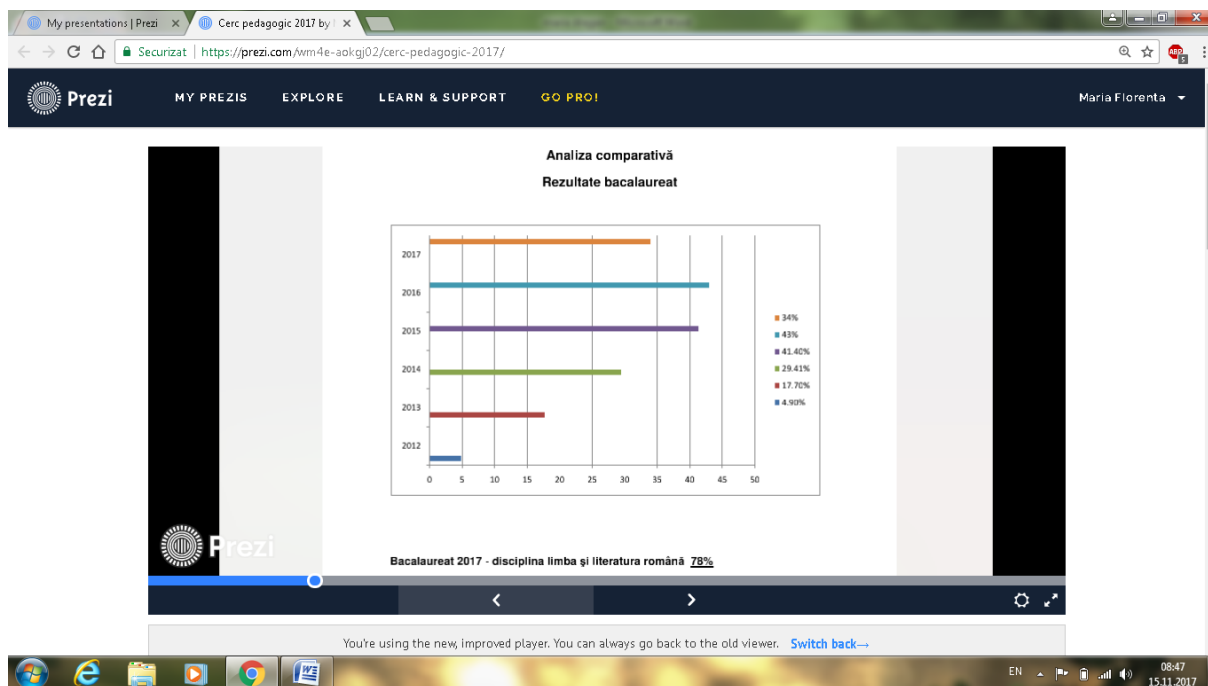 My presentations | Prezi
Cerc pedagogic 2017 by
Securizat | https://prezi.com/wm4e-aokgj02/cerc-pedagogic-2017/
ABP
5
Prezi
MY PREZIS
EXPLORE
LEARN & SUPPORT
GO PRO!
Maria Florenta
Analiza comparativă
Rezultate bacalaureat
2017
2016
2015
2014
2013
2012
0 5 10 15 20 25 30 35 40 45 50
34%
43%
41.40%
29.41%
17.70%
4.90%
Prezi
Bacalaureat 2017 - disciplina limba şi literatura română 78%
You're using the new, improved player. You can always go back to the old viewer. Switch back→
EN
08:47
15.11.2017